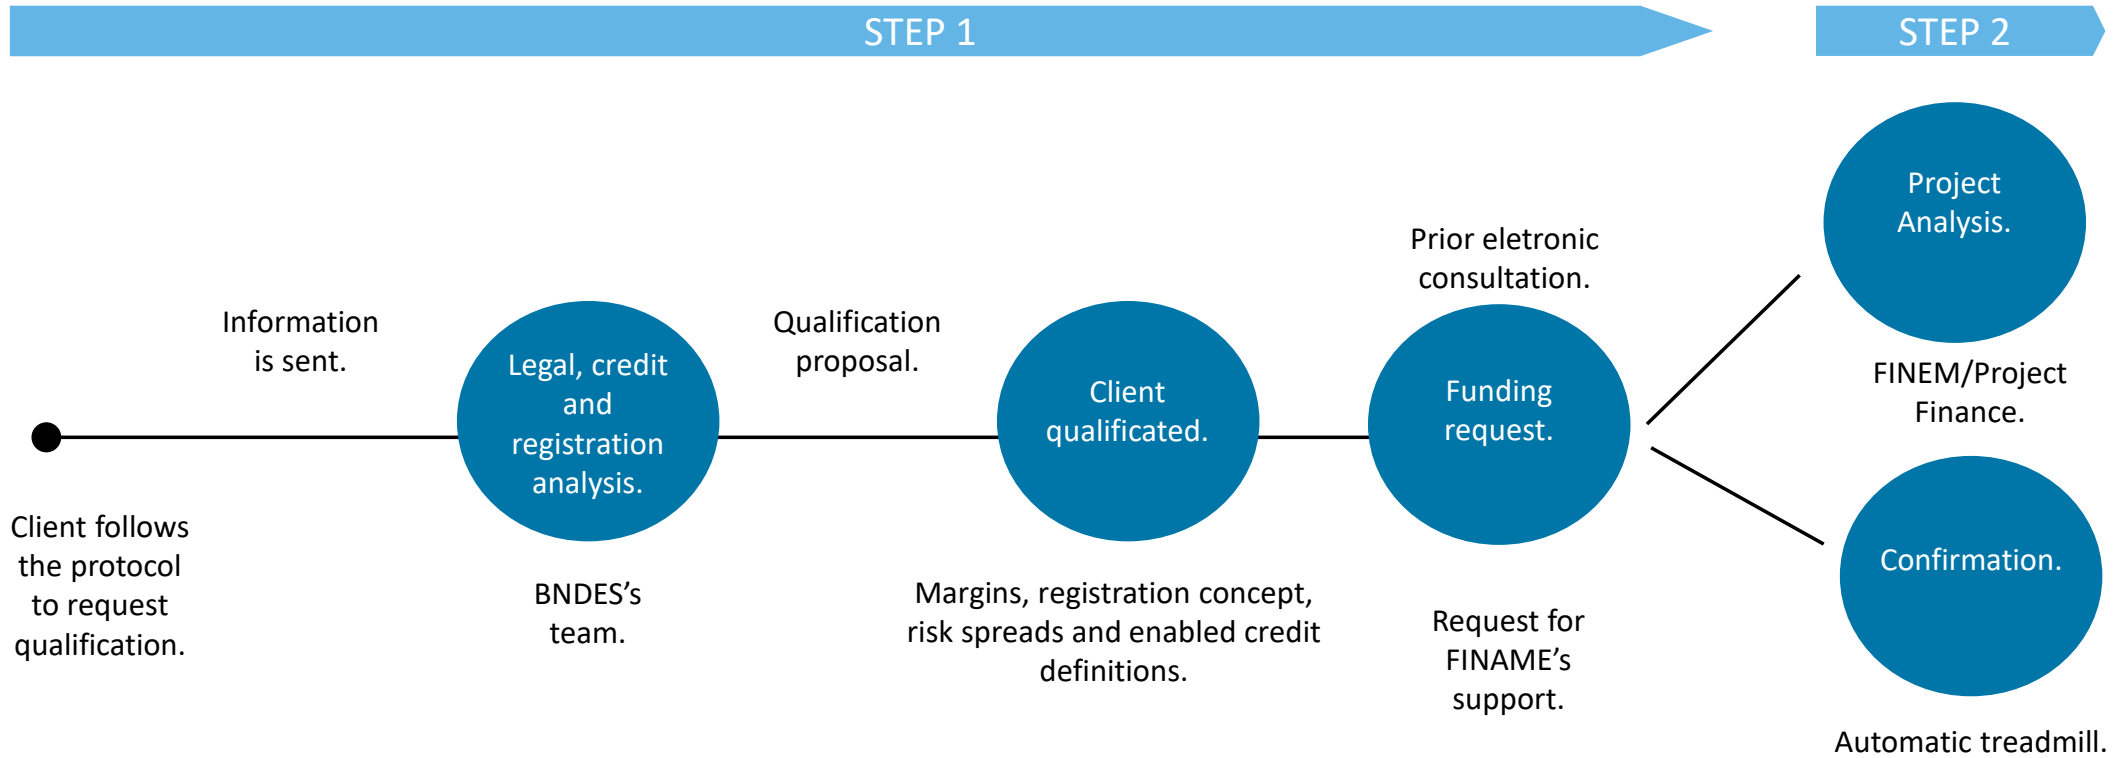 STEP 1
STEP 2
Information
is sent.
Legal, credit
and
registration
analysis.
Qualification
proposal.
Client
qualificated.
Prior eletronic
consultation.
Funding
request.
Project
Analysis.
FINEM/Project
Finance.
Confirmation.
Client follows
the protocol
to request
qualification.
BNDES’s
team.
Margins, registration concept,
risk spreads and enabled credit
definitions.
Request for
FINAME’s
support.
Automatic treadmill.